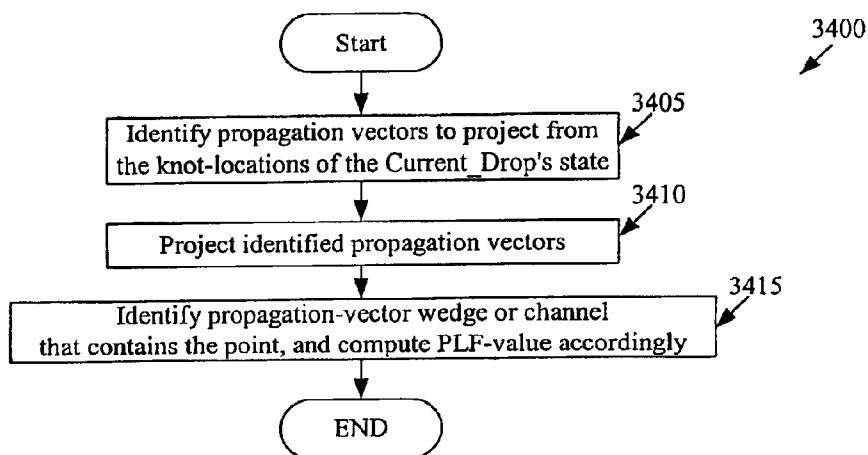 Start
3400
3405
Identify propagation vectors to project from
the knot-locations of the Current_Drop's state
3410
Project identified propagation vectors
3415
Identify propagation-vector wedge or channel
that contains the point, and compute PLF-value accordingly
END